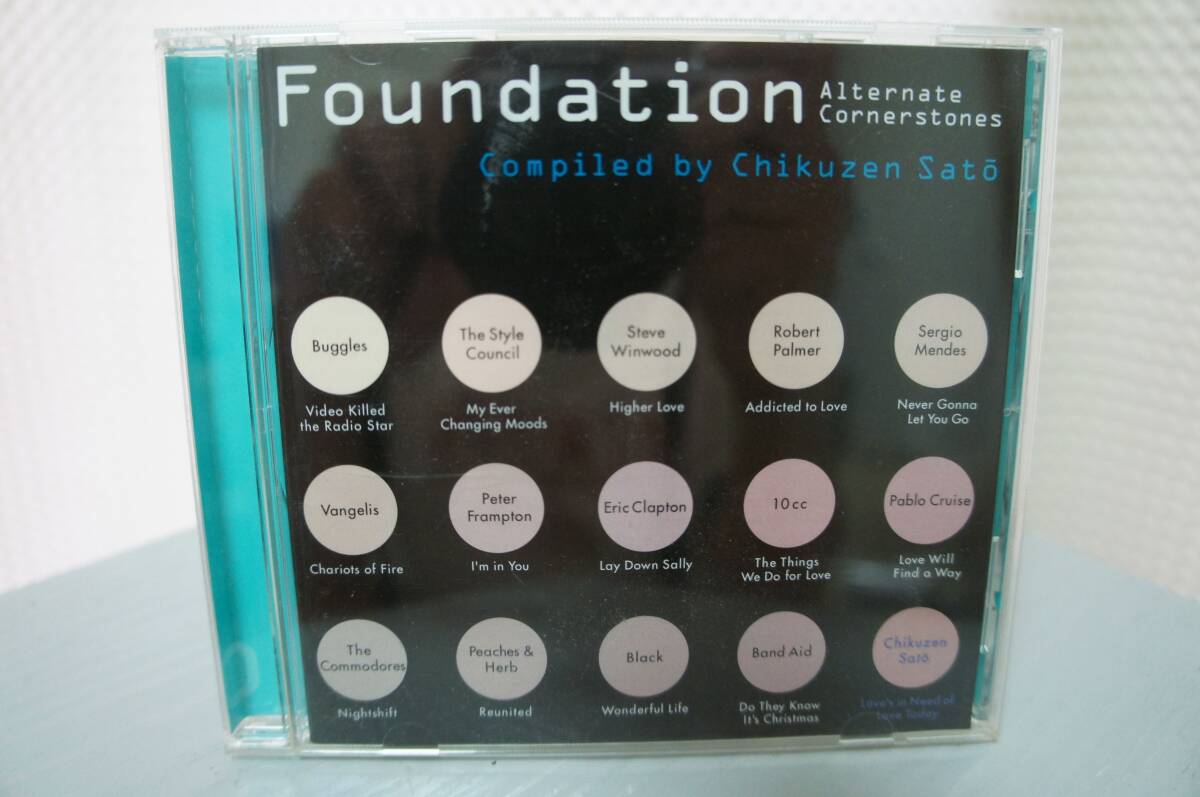 Foundation
Alternate
Cornerstones
Compiled by Chikuzen Satō
Buggles
Video Killed
the Radio Star
The Style
Council
My Ever
Changing Moods
Steve
Winwood
Higher Love
Robert
Palmer
Addicted to Love
Sergio
Mendes
Never Gonna
Let You Go
Vangelis
Chariots of Fire
Peter
Frampton
I'm in You
Eric Clapton
Lay Down Sally
10cc
The Things
We Do for Love
Pablo Cruise
Love Will
Find a Way
The
Commodores
Nightshift
Peaches &
Herb
Reunited
Black
Wonderful Life
Band Aid
Do They Know
It's Christmas
Chikuzen
Satō
Love's in Need of
Love Today